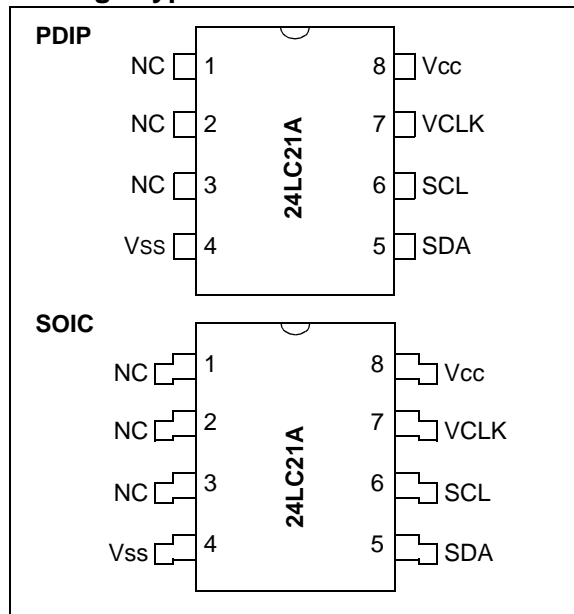 PDIP
NC 1 8 Vcc
NC 2 7 VCLK
NC 3 6 SCL
Vss 4 5 SDA
24LC21A
SOIC
NC 1 8 Vcc
NC 2 7 VCLK
NC 3 6 SCL
Vss 4 5 SDA
24LC21A